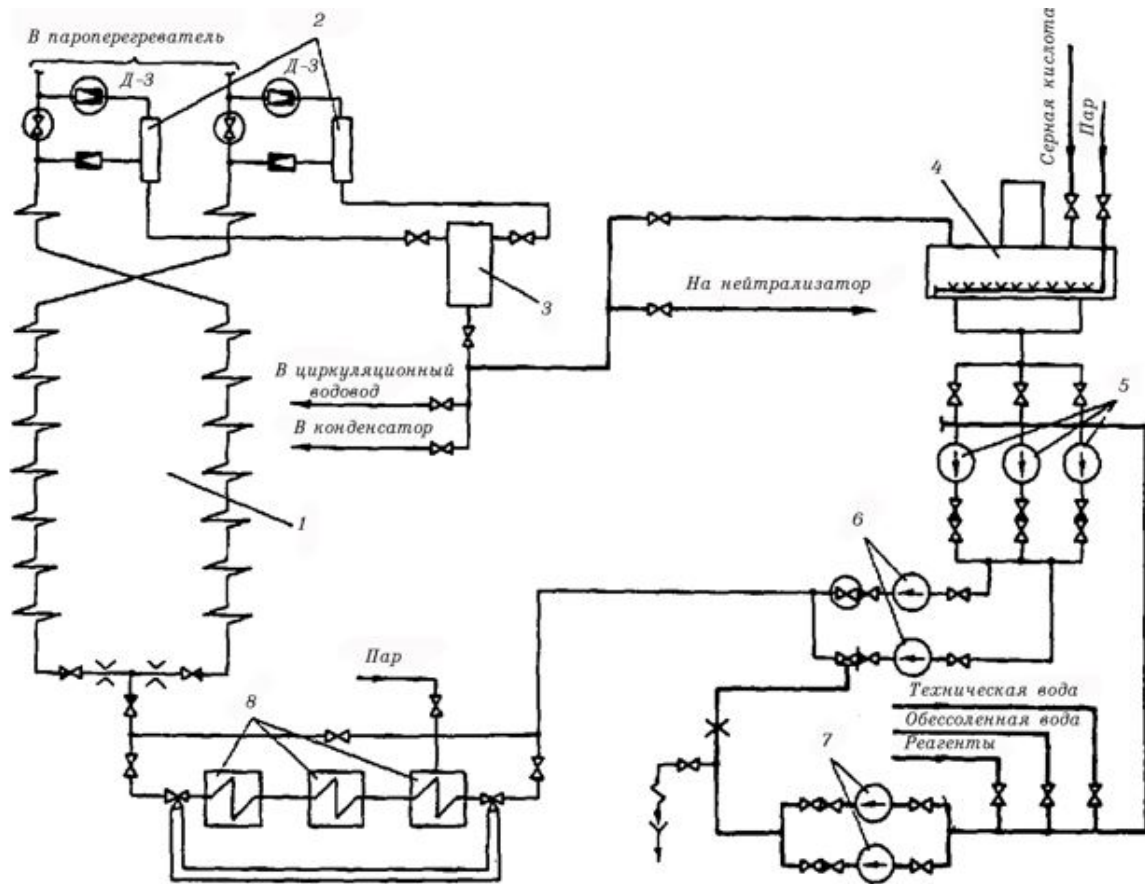 В пароперегреватель
2
Д-3
Д-3
Серная кислота
Пар
4
3
На нейтрализатор
В циркуляционный
водовод
В конденсатор
5
1
6
Пар
8
Техническая вода
Обессоленная вода
Реагенты
7